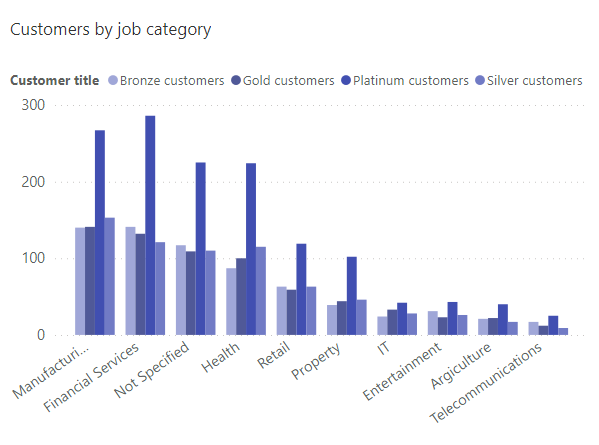 Customers by job category
Customer title Bronze customers Gold customers Platinum customers Silver customers
300
200
100
0
Manufacturi...
Financial Services
Not Specified
Health
Retail
Property
IT
Entertainment
Argiculture
Telecommunications